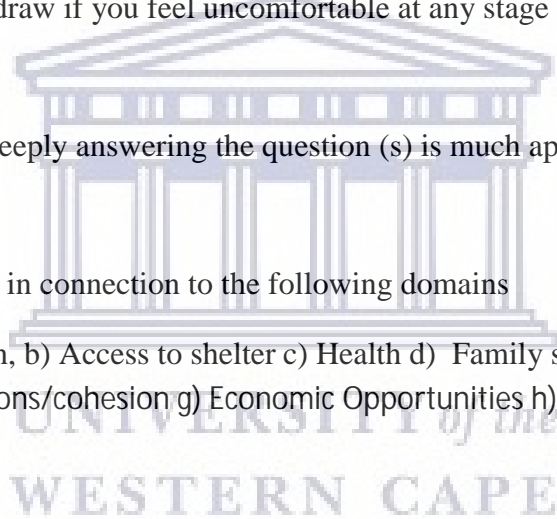 draw if you feel uncomfortable at any stage
eeply answering the question (s) is much ap
in connection to the following domains
n, b) Access to shelter c) Health d) Family s
ons/cohesion g) Economic Opportunities h)
UNIVERSITY of the
WESTERN CAPE